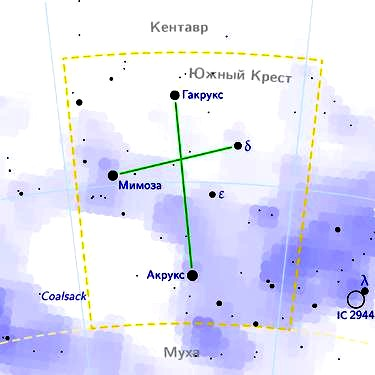 Кентавр
Южный Крест
Гакрукс
δ
Мимоза
ε
Акрукс
λ
Coalsack
IC 2944
Муха